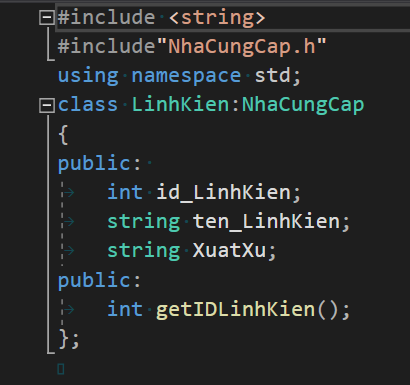 #include <string>
#include"NhaCungCap.h"
using namespace std;
class LinhKien:NhaCungCap
{
public:
    int id_LinhKien;
    string ten_LinhKien;
    string XuatXu;
public:
    int getIDLinhKien();
};